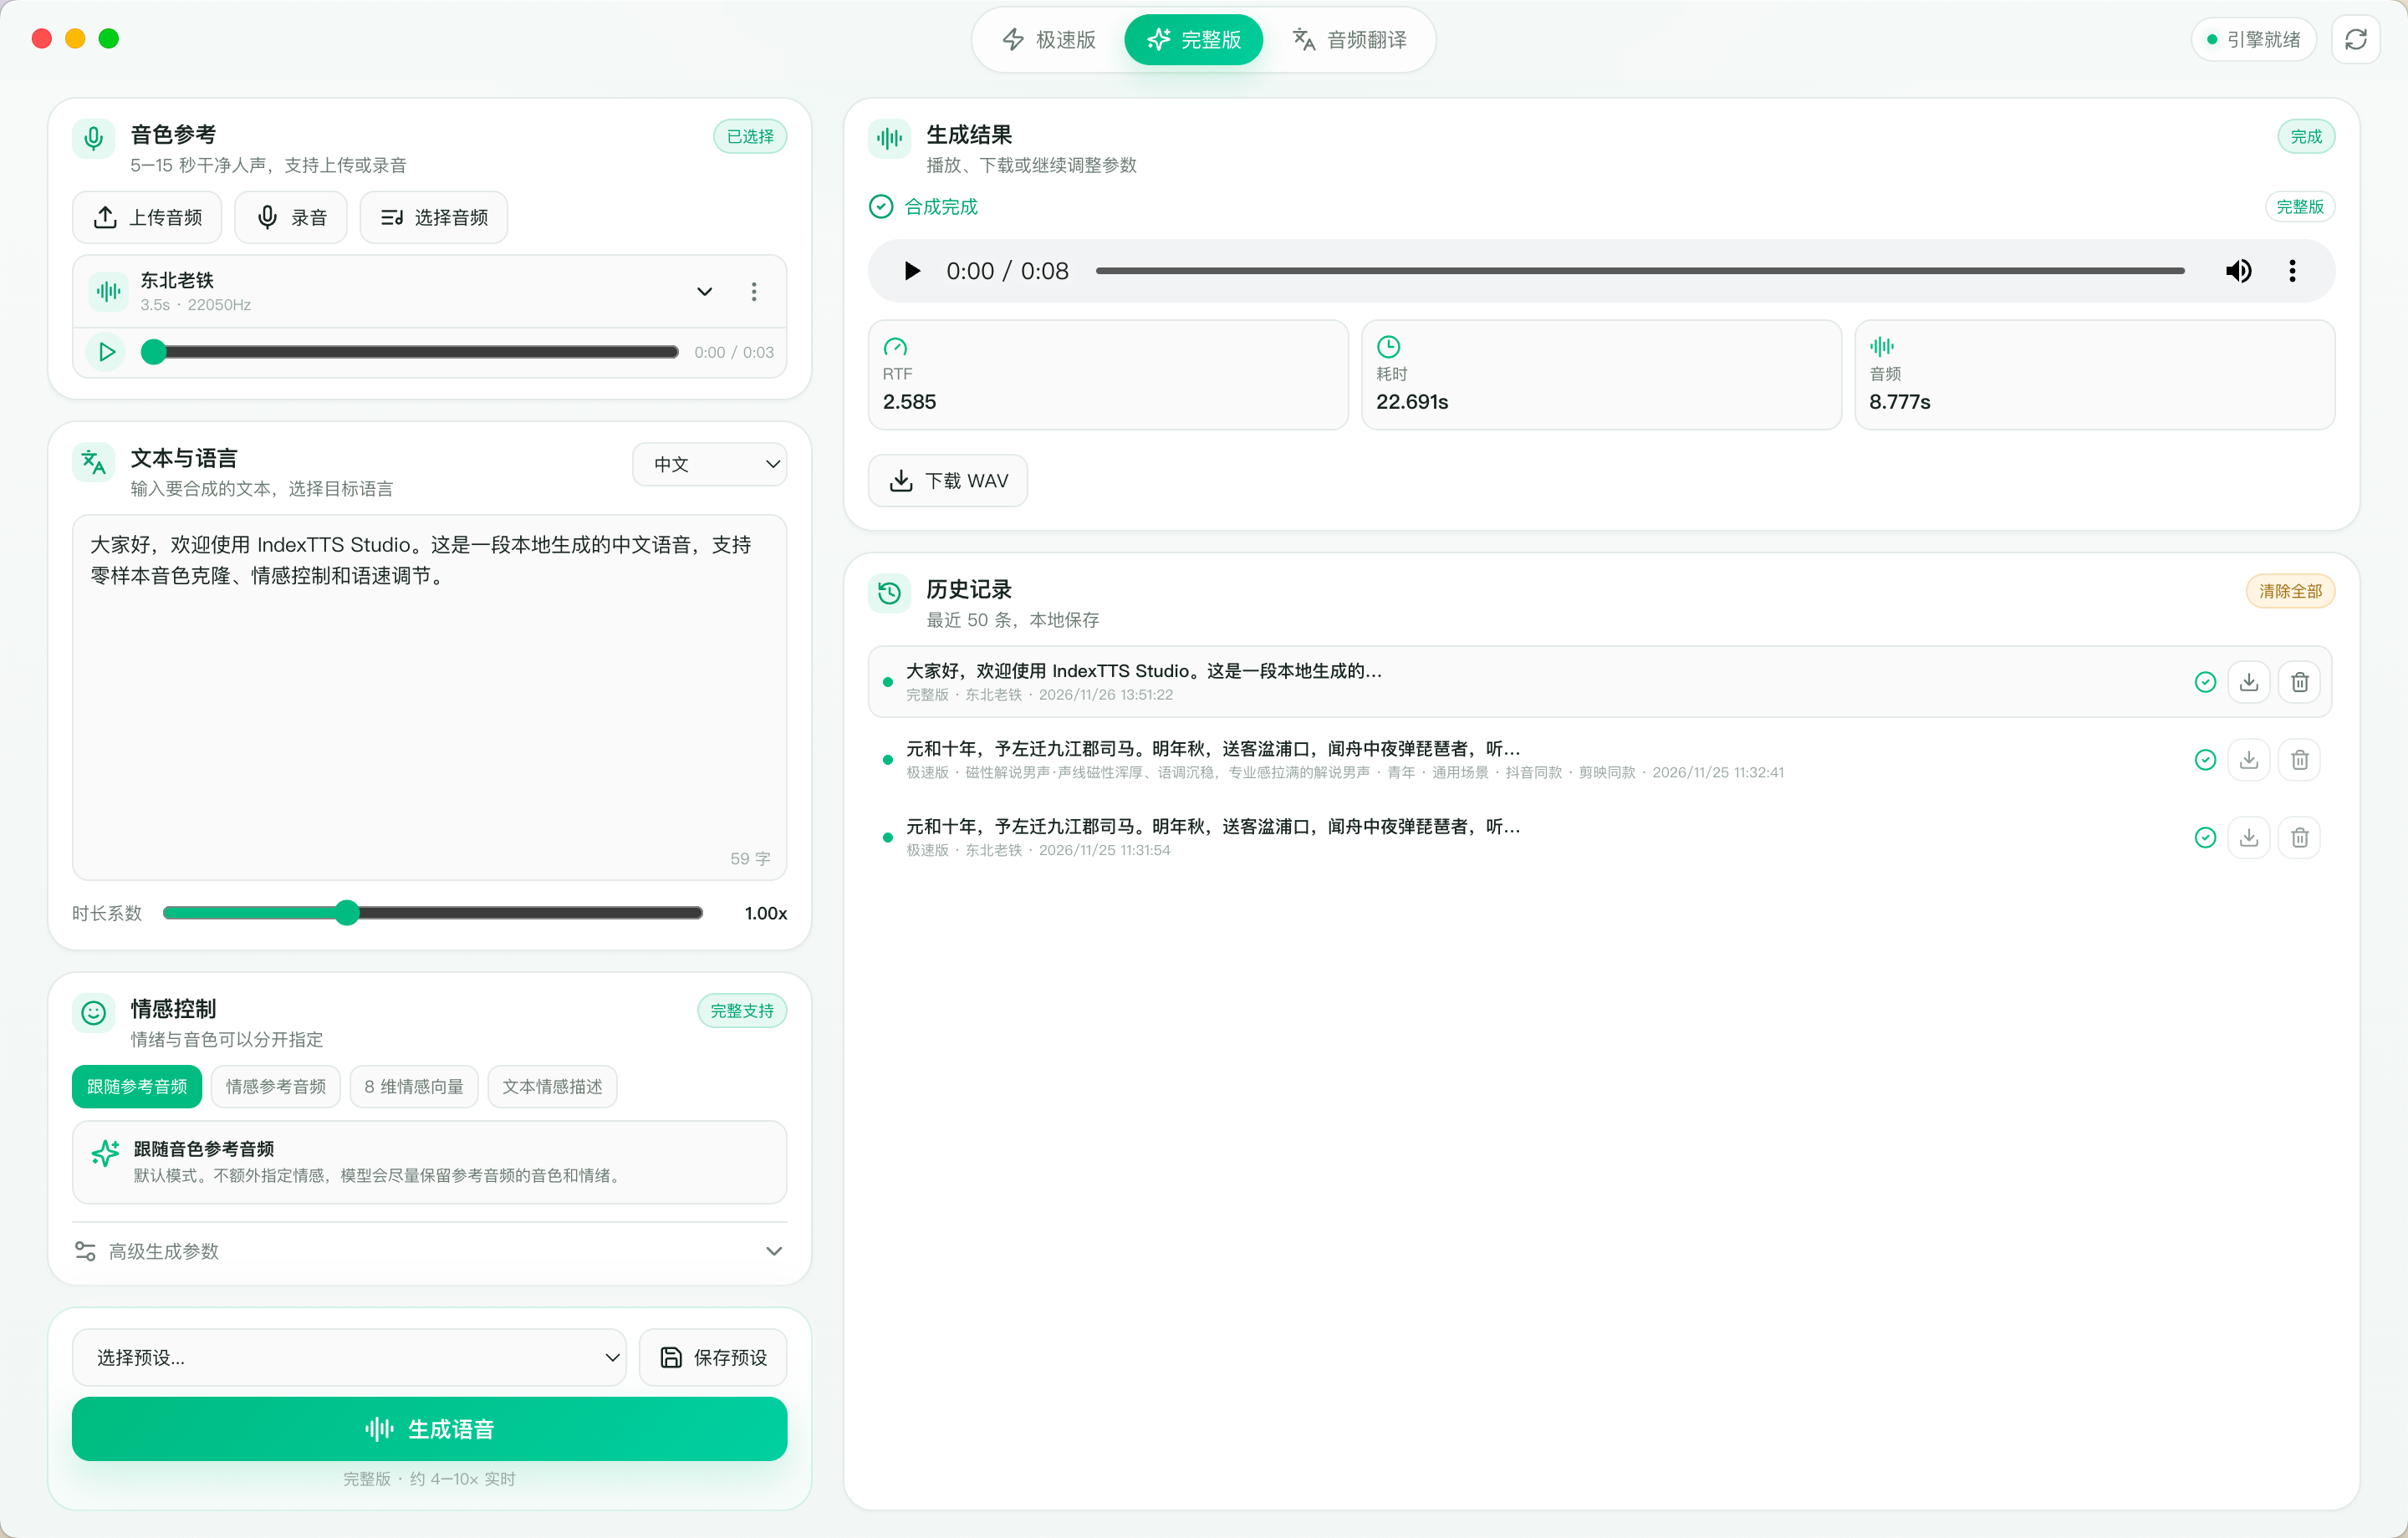 极速版
完整版
音频翻译
引擎就绪
音色参考
5–15 秒干净人声，支持上传或录音
已选择
上传音频
录音
选择音频
东北老铁
3.5s · 22050Hz
0:00 / 0:03
文本与语言
输入要合成的文本，选择目标语言
中文
大家好，欢迎使用 IndexTTS Studio。这是一段本地生成的中文语音，支持
零样本音色克隆、情感控制和语速调节。
59 字
时长系数
1.00x
情感控制
情绪与音色可以分开指定
完整支持
跟随参考音频
情感参考音频
8 维情感向量
文本情感描述
跟随音色参考音频
默认模式。不额外指定情感，模型会尽量保留参考音频的音色和情绪。
高级生成参数
选择预设...
保存预设
生成语音
完整版 · 约 4–10× 实时
生成结果
播放、下载或继续调整参数
完成
合成完成
完整版
0:00 / 0:08
RTF
2.585
耗时
22.691s
音频
8.777s
下载 WAV
历史记录
最近 50 条，本地保存
清除全部
大家好，欢迎使用 IndexTTS Studio。这是一段本地生成的...
完整版 · 东北老铁 · 2026/11/26 13:51:22
元和十年，予左迁九江郡司马。明年秋，送客湓浦口，闻舟中夜弹琵琶者，听...
极速版 · 磁性解说男声·声线磁性浑厚、语调沉稳，专业感拉满的解说男声 · 青年 · 通用场景 · 抖音同款 · 剪映同款 · 2026/11/25 11:32:41
元和十年，予左迁九江郡司马。明年秋，送客湓浦口，闻舟中夜弹琵琶者，听...
极速版 · 东北老铁 · 2026/11/25 11:31:54